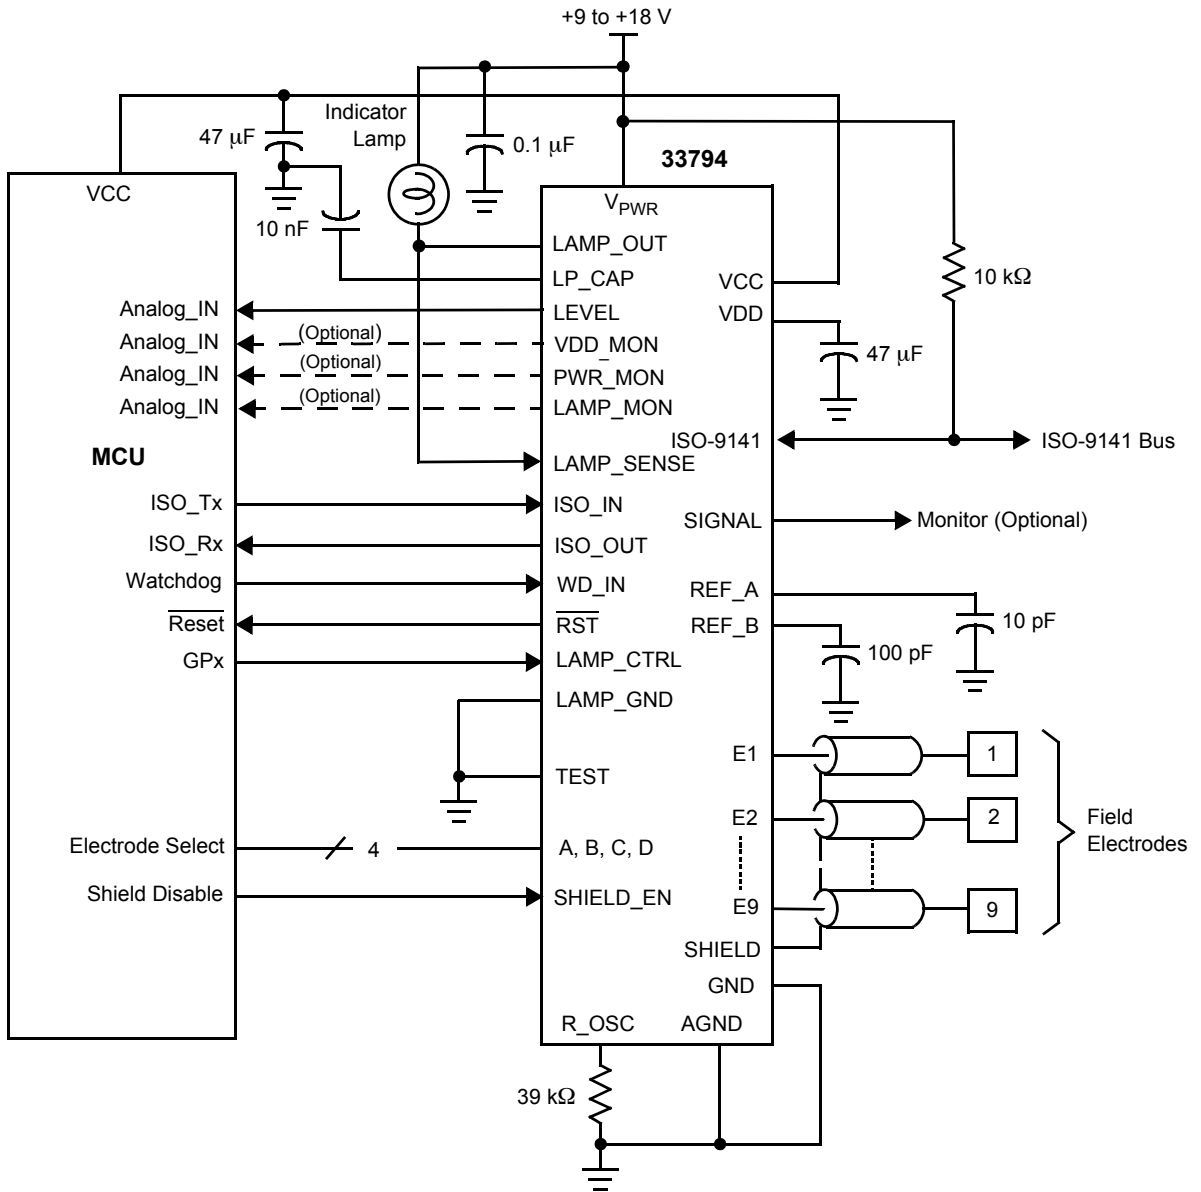 +9 to +18 V
Indicator
Lamp
47 μF
0.1 μF
33794
VCC
V_PWR
10 nF
LAMP_OUT
LP_CAP
VCC
10 kΩ
Analog_IN
LEVEL
VDD
Analog_IN
(Optional)
VDD_MON
47 μF
Analog_IN
(Optional)
PWR_MON
Analog_IN
(Optional)
LAMP_MON
ISO-9141
ISO-9141 Bus
MCU
LAMP_SENSE
ISO_Tx
ISO_IN
SIGNAL
Monitor (Optional)
ISO_Rx
ISO_OUT
Watchdog
WD_IN
REF_A
Reset
RST
REF_B
10 pF
GPx
LAMP_CTRL
100 pF
LAMP_GND
E1
1
TEST
E2
2
Field
Electrodes
Electrode Select
4
A, B, C, D
Shield Disable
SHIELD_EN
E9
9
SHIELD
GND
R_OSC
AGND
39 kΩ